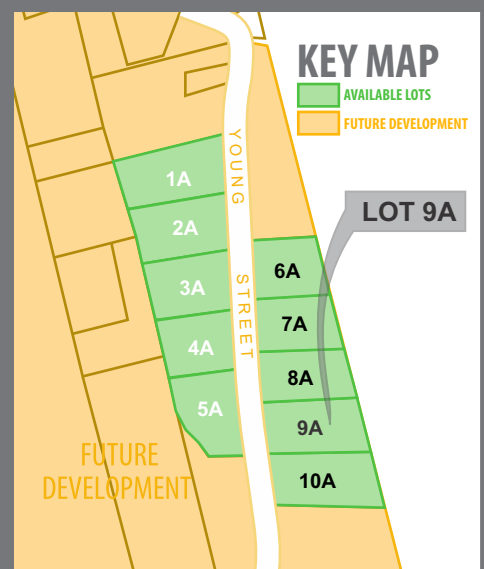 KEY MAP
AVAILABLE LOTS
FUTURE DEVELOPMENT
YOUNG STREET
LOT 9A
1A
2A
3A
4A
5A
6A
7A
8A
9A
10A
FUTURE
DEVELOPMENT